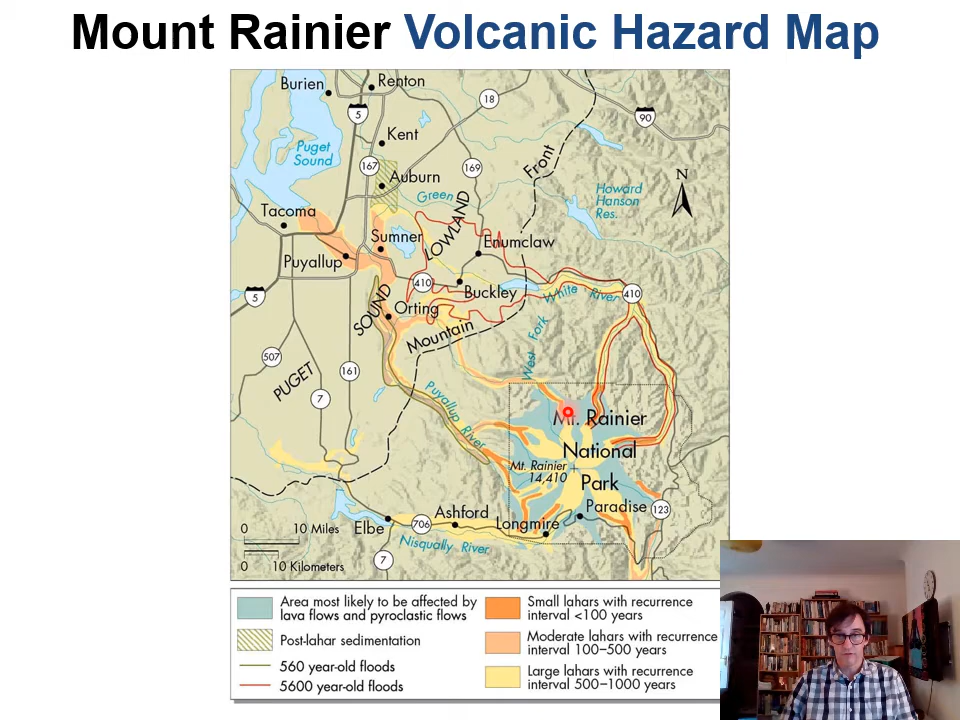 Mount Rainier Volcanic Hazard Map
Burien
Renton
18
5
90
Kent
Puget
Sound
167
169
Front
Auburn
Green
Howard
Hanson
Res.
N
Tacoma
LOWLAND
Sumner
Enumclaw
Puyallup
410
Buckley
White River
410
5
SOUND
Orting
Mountain
West Fork
507
161
PUGET
7
Puyallup River
Mt. Rainier
National
Park
Mt. Rainier
14,410
Paradise
123
Ashford
Longmire
Elbe
706
Nisqually River
7
0 10 Miles
0 10 Kilometers
Area most likely to be affected by
lava flows and pyroclastic flows
Post-lahar sedimentation
560 year-old floods
5600 year-old floods
Small lahars with recurrence
interval <100 years
Moderate lahars with recurrence
interval 100–500 years
Large lahars with recurrence
interval 500–1000 years